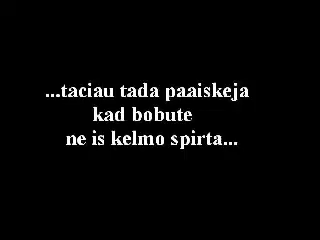 ...taciau tada paaiskeja
kad bobute
ne is kelmo spirta...